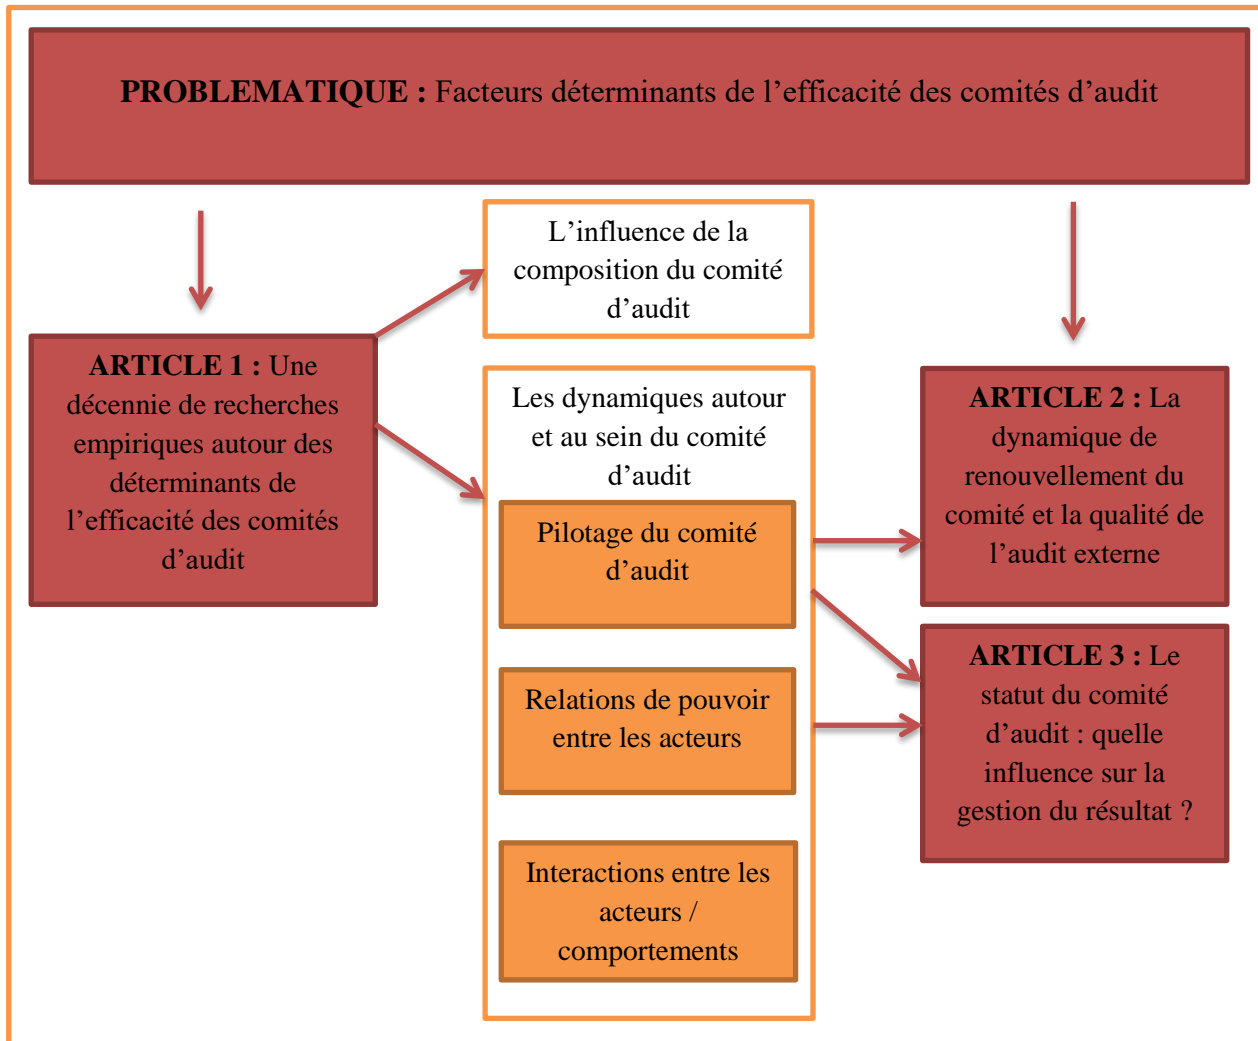 PROBLEMATIQUE : Facteurs déterminants de l’efficacité des comités d’audit
L’influence de la
composition du comité
d’audit
ARTICLE 1 : Une
décennie de recherches
empiriques autour des
déterminants de
l’efficacité des comités
d’audit
Les dynamiques autour
et au sein du comité
d’audit
Pilotage du comité
d’audit
Relations de pouvoir
entre les acteurs
Interactions entre les
acteurs /
comportements
ARTICLE 2 : La
dynamique de
renouvellement du
comité et la qualité de
l’audit externe
ARTICLE 3 : Le
statut du comité
d’audit : quelle
influence sur la
gestion du résultat ?